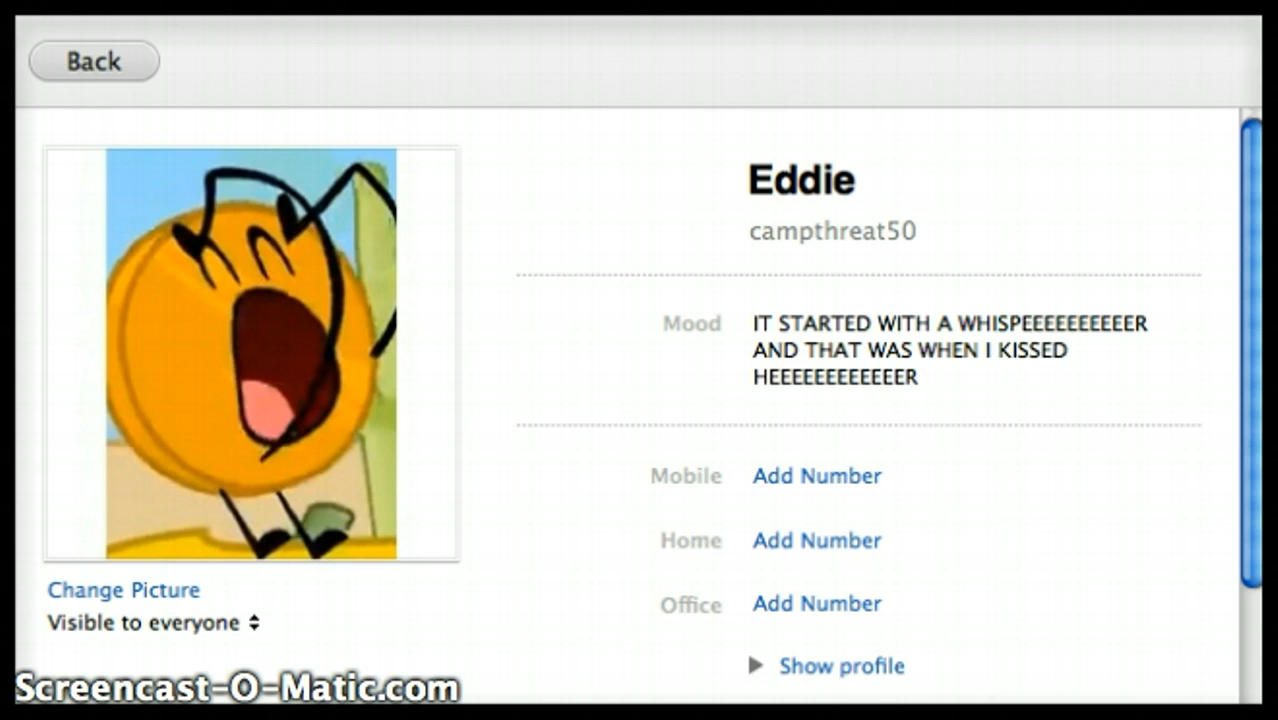 Back
Eddie
campthreat50
Mood
IT STARTED WITH A WHISPEEEEEEEEEEER
AND THAT WAS WHEN I KISSED
HEEEEEEEEEEEER
Mobile Add Number
Home Add Number
Office Add Number
Show profile
Change Picture
Visible to everyone
Screencast-O-Matic.com